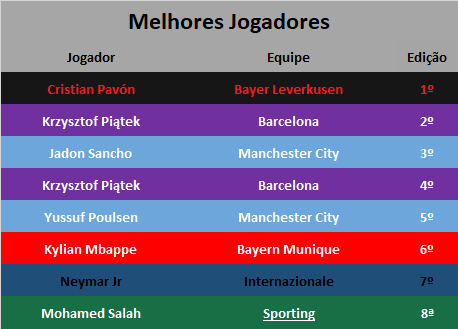 Melhores Jogadores
Jogador Equipe Edição
Cristian Pavón Bayer Leverkusen 1º
Krzysztof Piątek Barcelona 2º
Jadon Sancho Manchester City 3º
Krzysztof Piątek Barcelona 4º
Yussuf Poulsen Manchester City 5º
Kylian Mbappe Bayern Munique 6º
Neymar Jr Internazionale 7º
Mohamed Salah Sporting 8ª